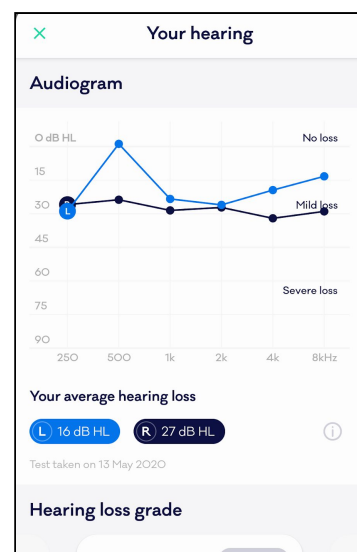 Your hearing
Audiogram
0 dB HL
No loss
15
30
Mild loss
45
60
Severe loss
75
90
250 500 1k 2k 4k 8kHz
R
L
Your average hearing loss
L 16 dB HL R 27 dB HL
Test taken on 13 May 2020
Hearing loss grade